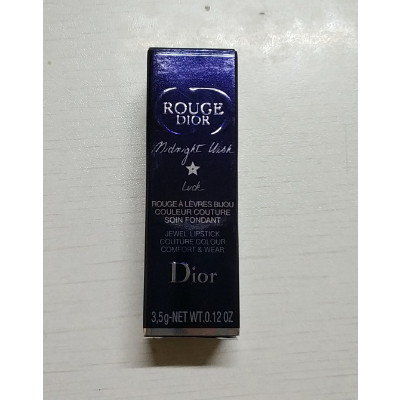 ROUGE
DIOR
Midnight Wish
Luck
ROUGE À LÈVRES BIJOU
COULEUR COUTURE
SOIN FONDANT
JEWEL LIPSTICK
COUTURE COLOUR
COMFORT & WEAR
Dior
3,5g-NET WT.0.12 OZ